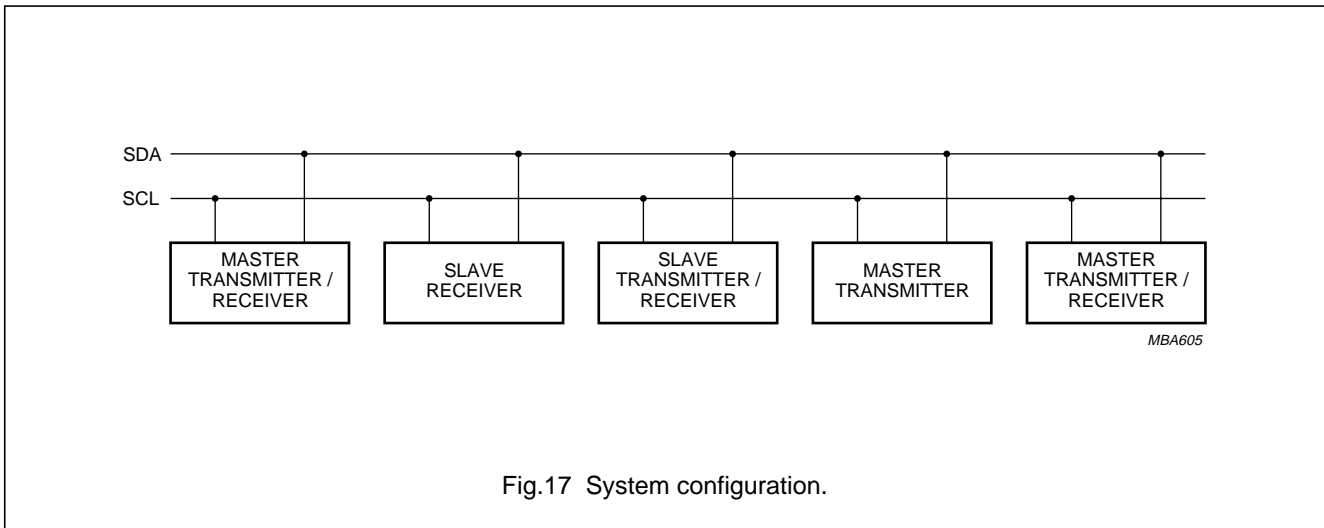 SDA
SCL
MASTER
TRANSMITTER /
RECEIVER
SLAVE
RECEIVER
SLAVE
TRANSMITTER /
RECEIVER
MASTER
TRANSMITTER
MASTER
TRANSMITTER /
RECEIVER
MBA605
Fig.17 System configuration.